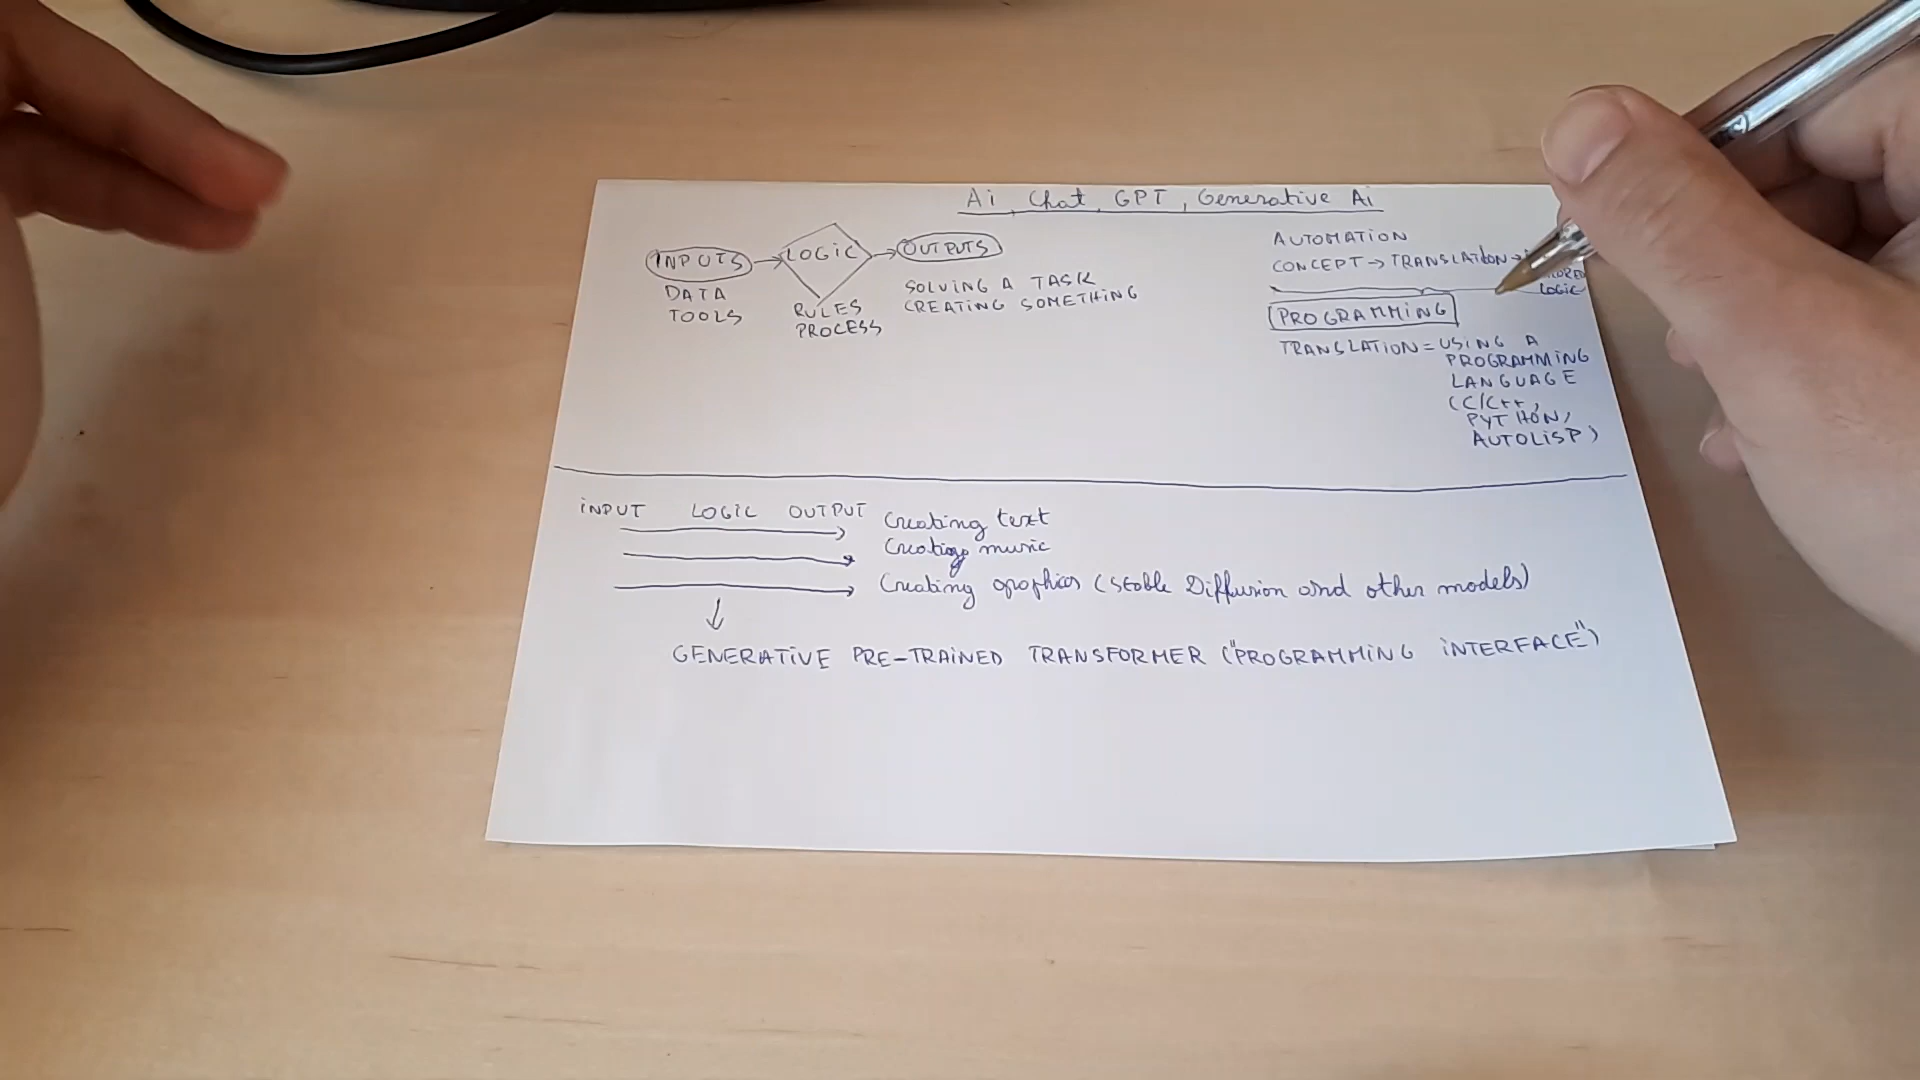 Ai, Chat GPT, Generative Ai
INPUTS → LOGIC → OUTPUTS
DATA
TOOLS
RULES
PROCESS
SOLVING A TASK
CREATING SOMETHING
AUTOMATION
CONCEPT → TRANSLATION →
LOGIC
PROGRAMMING
TRANSLATION = USING A
PROGRAMMING
LANGUAGE
(C/C++,
PYTHON,
AUTOLISP)
INPUT LOGIC OUTPUT
Creating text
Creating music
Creating graphics (Stable Diffusion and other models)
GENERATIVE PRE-TRAINED TRANSFORMER ("PROGRAMMING INTERFACE")